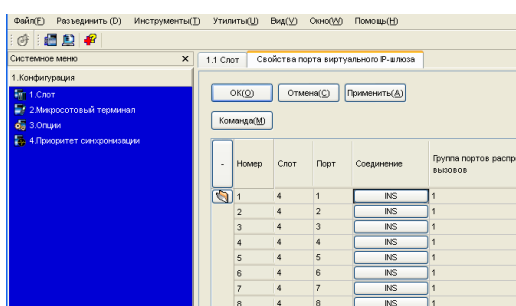 Файл(F) Разъединить (D) Инструменты(T) Утилиты(U) Вид(V) Окно(W) Помощь(H)
Системное меню x
1.1 Слот Свойства порта виртуального IP-шлюза
1.Конфигурация
1.Слот
2.Микросотовый терминал
3.Опции
4.Приоритет синхронизации
OK(O) Отмена(C) Применить(A)
Команда(M)
- Номер Слот Порт Соединение Группа портов распр
вызовов
1 4 1 INS 1
2 4 2 INS 1
3 4 3 INS 1
4 4 4 INS 1
5 4 5 INS 1
6 4 6 INS 1
7 4 7 INS 1
8 4 8 INS 1